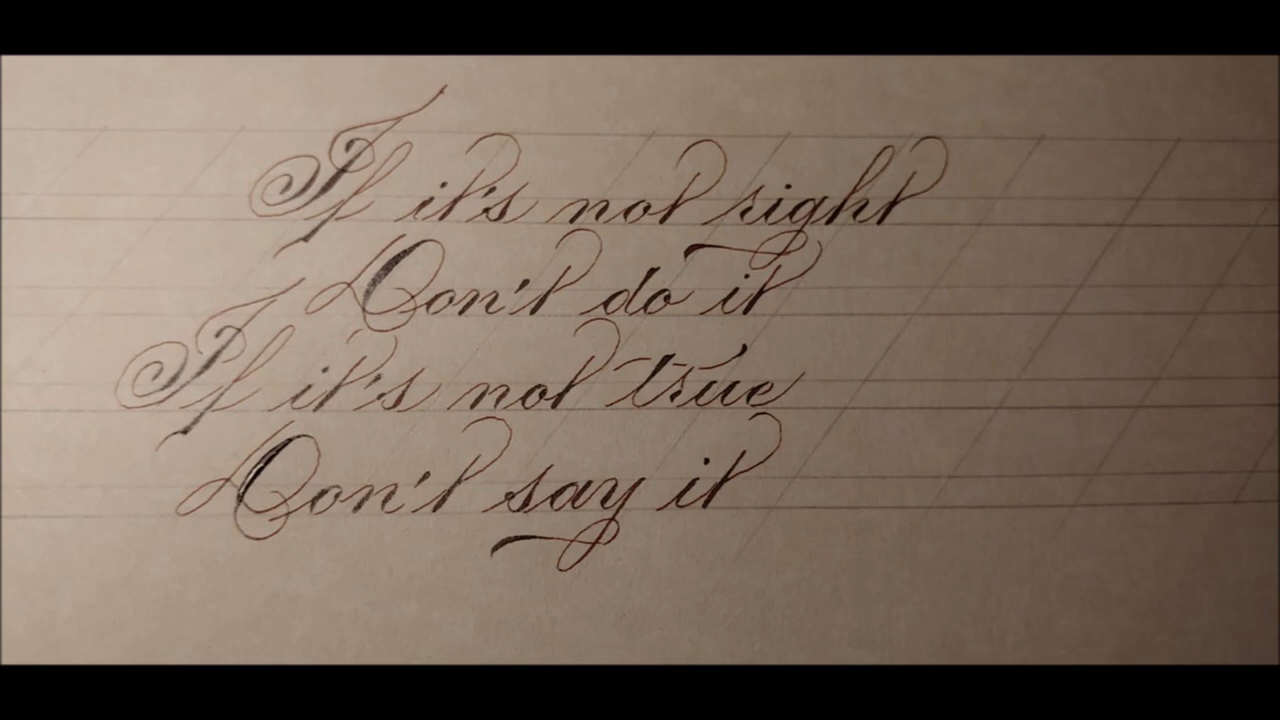 If it's not right
Don't do it
If it's not true
Don't say it